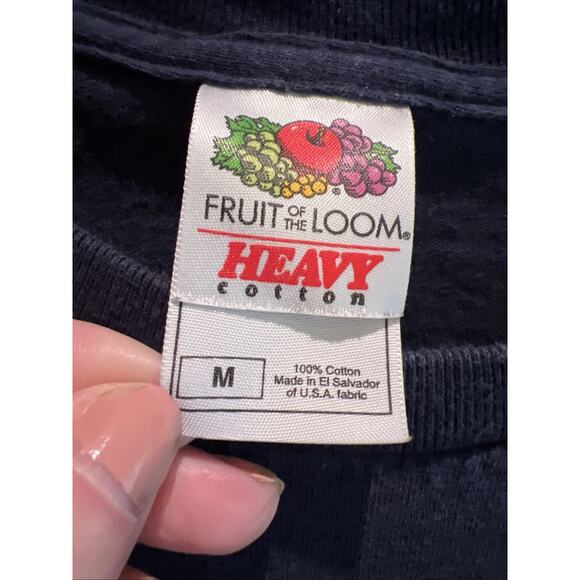 FRUIT OF THE LOOM®
HEAVY
cotton
M
100% Cotton
Made in El Salvador
of U.S.A. fabric